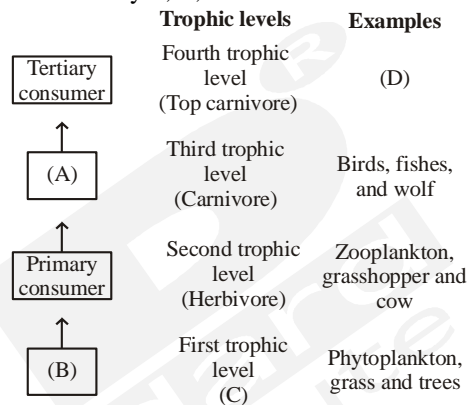 Trophic levels Examples
Tertiary
consumer
Fourth trophic
level
(Top carnivore)
(D)
(A)
Third trophic
level
(Carnivore)
Birds, fishes,
and wolf
Primary
consumer
Second trophic
level
(Herbivore)
Zooplankton,
grasshopper and
cow
(B)
First trophic
level
(C)
Phytoplankton,
grass and trees